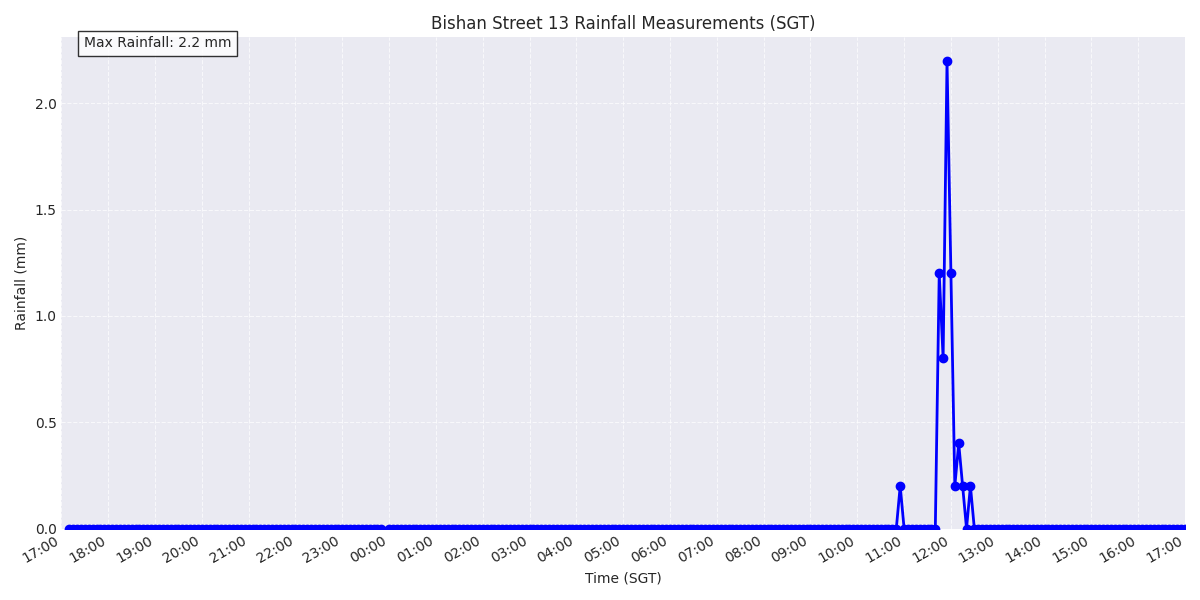 Bishan Street 13 Rainfall Measurements (SGT)
Max Rainfall: 2.2 mm
2.0
1.5
1.0
0.5
0.0
Rainfall (mm)
17:00 18:00 19:00 20:00 21:00 22:00 23:00 00:00 01:00 02:00 03:00 04:00 05:00 06:00 07:00 08:00 09:00 10:00 11:00 12:00 13:00 14:00 15:00 16:00 17:00
Time (SGT)